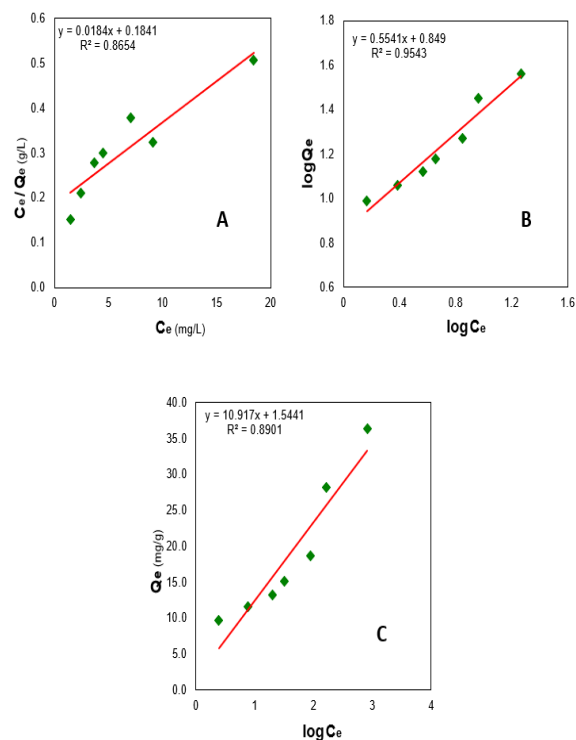 y = 0.0184x + 0.1841
R² = 0.8654
0.6
0.5
0.4
0.3
0.2
0.1
0.0
Ce / Qe (g/L)
A
0
5
10
15
20
Ce (mg/L)
y = 0.5541x + 0.849
R² = 0.9543
1.8
1.6
1.4
1.2
1.0
0.8
0.6
logQe
B
0
0.4
0.8
1.2
1.6
logCe
y = 10.917x + 1.5441
R² = 0.8901
40.0
35.0
30.0
25.0
20.0
15.0
10.0
5.0
0.0
Qe (mg/g)
C
0
1
2
3
4
logCe